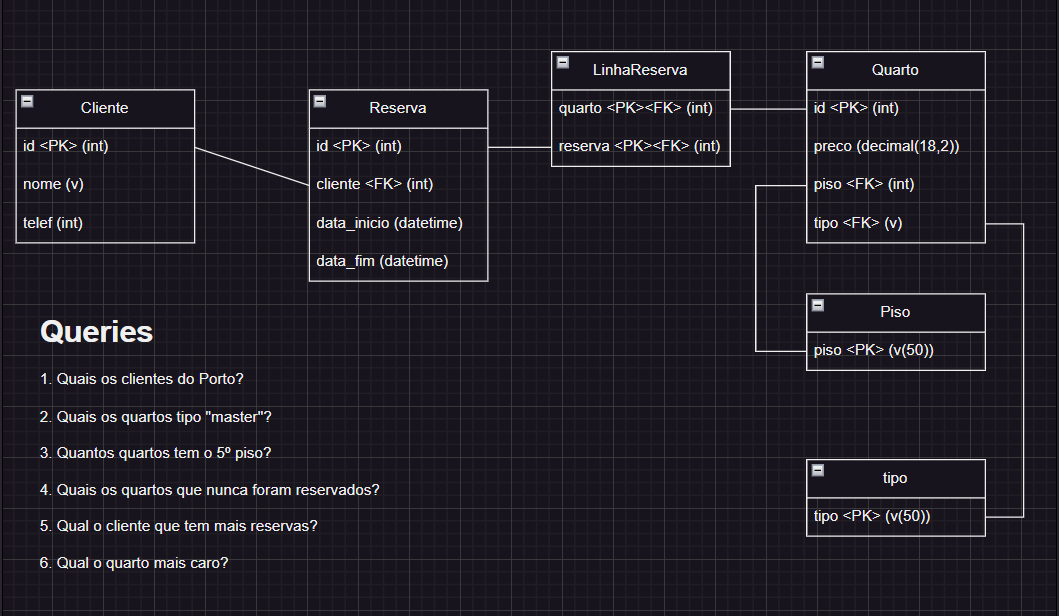 Cliente
id <PK> (int)
nome (v)
telef (int)
Reserva
id <PK> (int)
cliente <FK> (int)
data_inicio (datetime)
data_fim (datetime)
LinhaReserva
quarto <PK><FK> (int)
reserva <PK><FK> (int)
Quarto
id <PK> (int)
preco (decimal(18,2))
piso <FK> (int)
tipo <FK> (v)
Piso
piso <PK> (v(50))
tipo
tipo <PK> (v(50))
Queries
1. Quais os clientes do Porto?
2. Quais os quartos tipo "master"?
3. Quantos quartos tem o 5º piso?
4. Quais os quartos que nunca foram reservados?
5. Qual o cliente que tem mais reservas?
6. Qual o quarto mais caro?